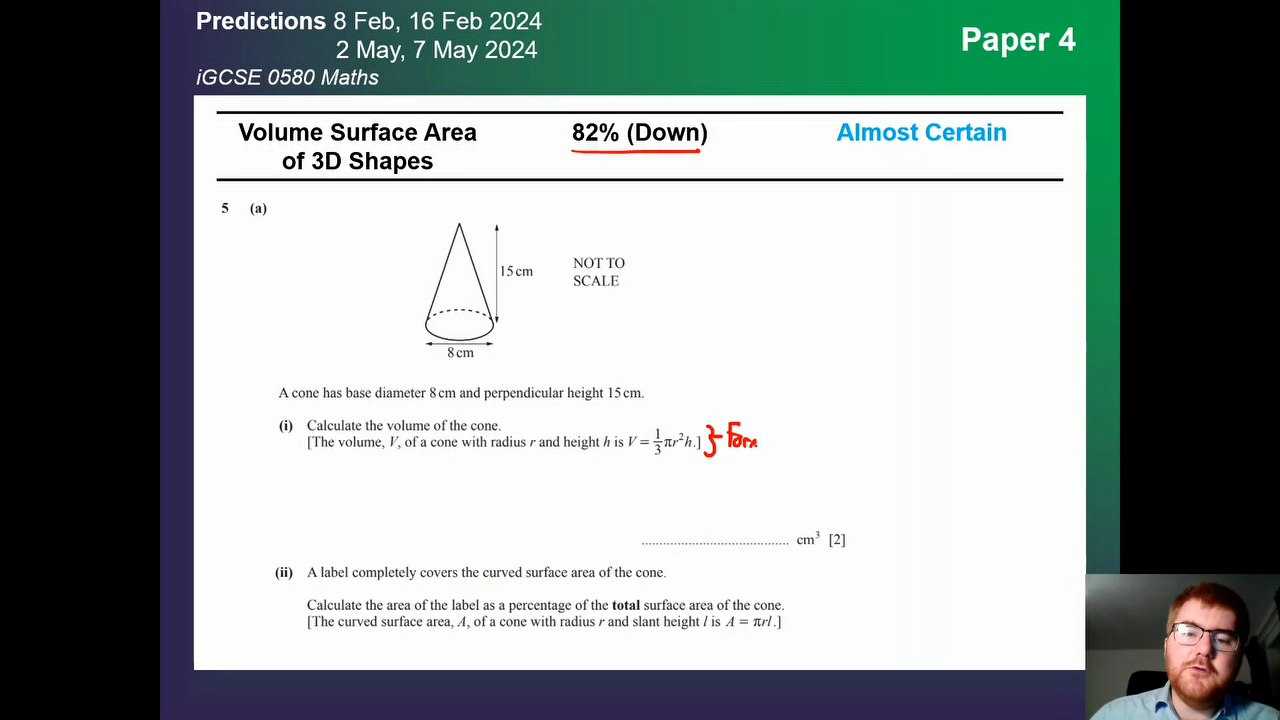 Predictions 8 Feb, 16 Feb 2024
2 May, 7 May 2024
iGCSE 0580 Maths
Paper 4
Volume Surface Area
of 3D Shapes
82% (Down)
Almost Certain
5 (a)
15 cm
NOT TO
SCALE
8 cm
A cone has base diameter 8 cm and perpendicular height 15 cm.
(i) Calculate the volume of the cone.
[The volume, V, of a cone with radius r and height h is V = 1/3 πr²h.] } Form
.......................................... cm³ [2]
(ii) A label completely covers the curved surface area of the cone.
Calculate the area of the label as a percentage of the total surface area of the cone.
[The curved surface area, A, of a cone with radius r and slant height l is A = πrl.]